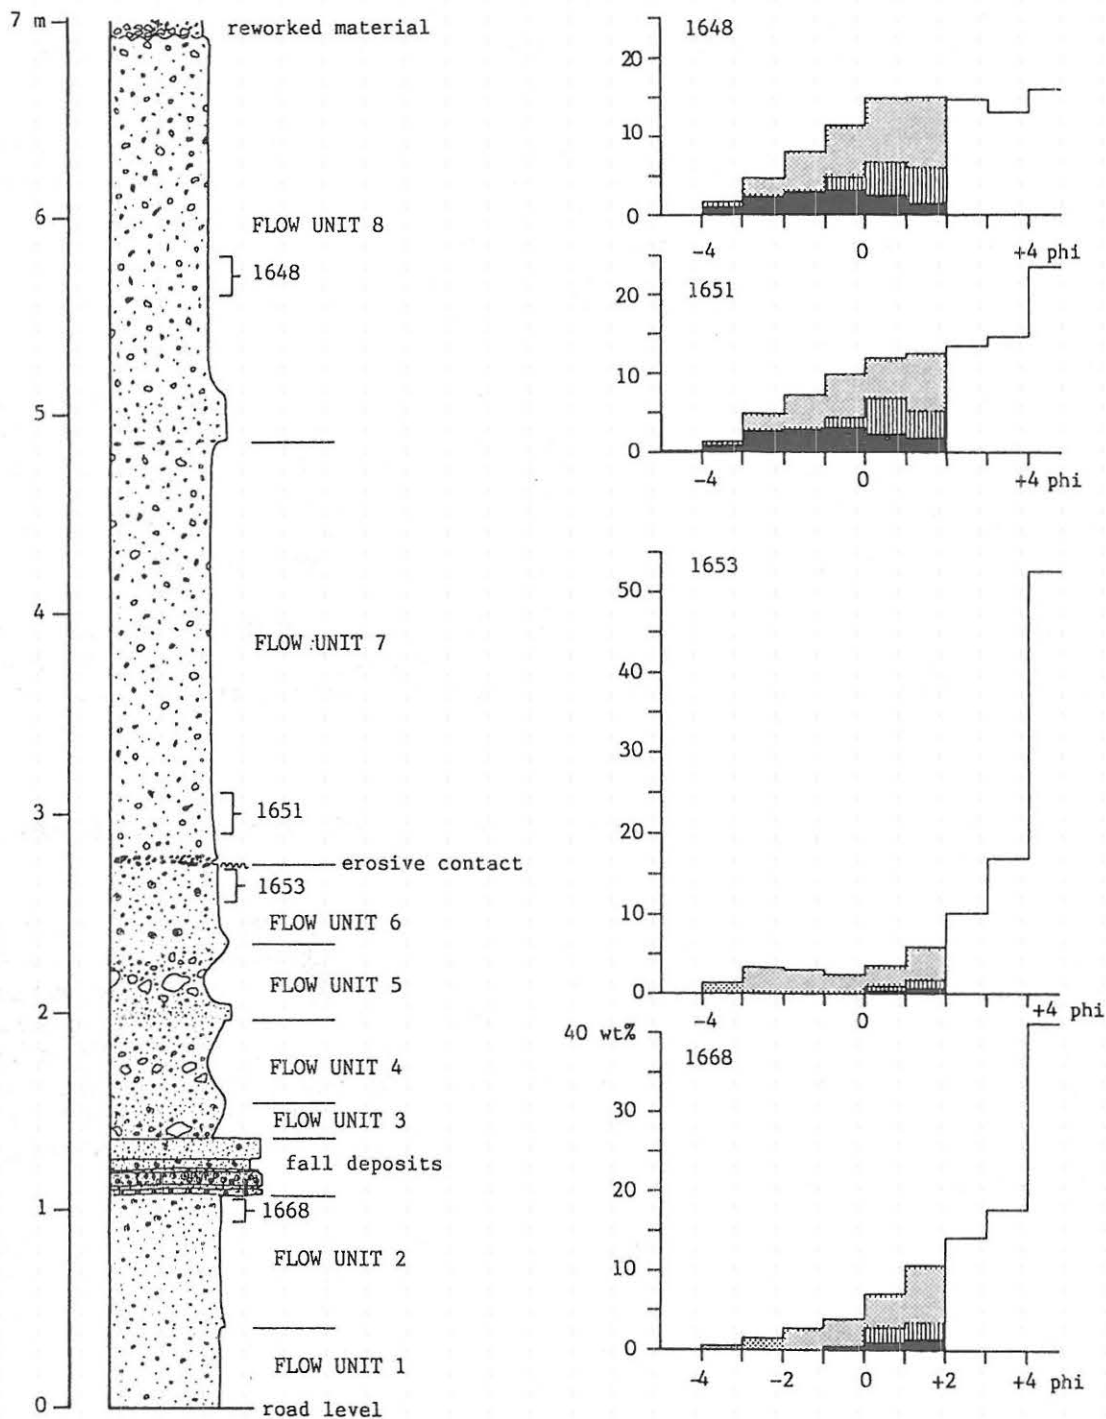 7 m
reworked material
FLOW UNIT 8
6
1648
5
FLOW UNIT 7
4
3
1651
erosive contact
1653
FLOW UNIT 6
FLOW UNIT 5
2
FLOW UNIT 4
FLOW UNIT 3
fall deposits
1668
1
FLOW UNIT 2
FLOW UNIT 1
0
road level
1648
20
10
0
-4 0 +4 phi
1651
20
10
0
-4 0 +4 phi
1653
50
40
30
20
10
0
-4 0 +4 phi
40 wt%
1668
30
20
10
0
-4 -2 0 +2 +4 phi